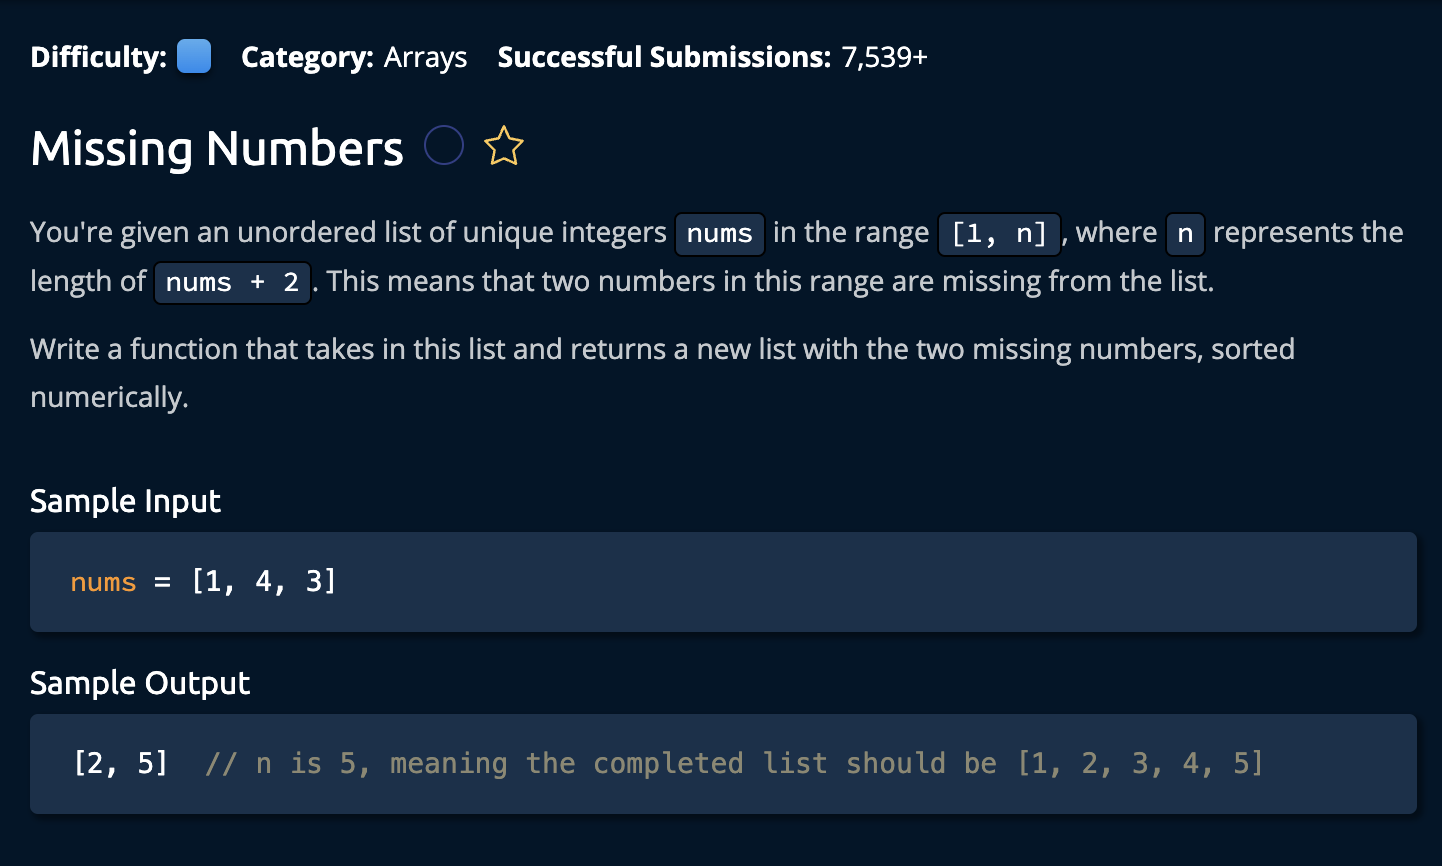 Difficulty: Category: Arrays Successful Submissions: 7,539+
Missing Numbers
You're given an unordered list of unique integers nums in the range [1, n], where n represents the
length of nums + 2. This means that two numbers in this range are missing from the list.
Write a function that takes in this list and returns a new list with the two missing numbers, sorted
numerically.
Sample Input
nums = [1, 4, 3]
Sample Output
[2, 5] // n is 5, meaning the completed list should be [1, 2, 3, 4, 5]